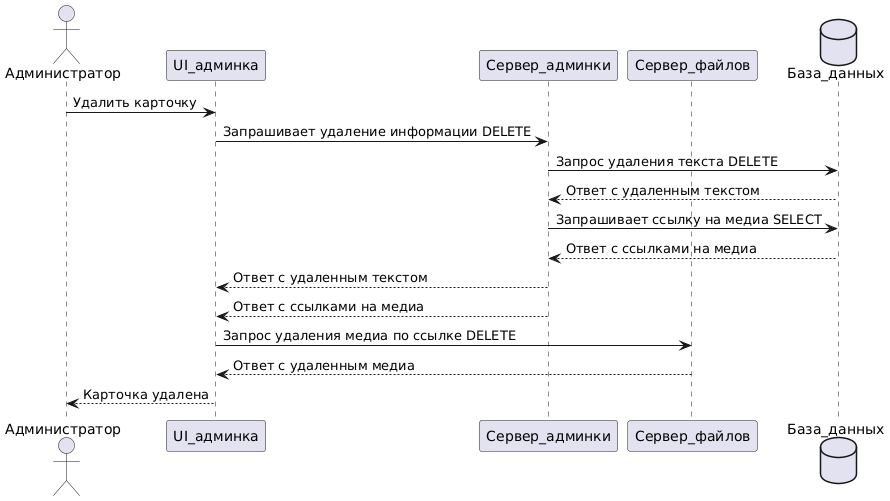 Администратор
UI_админка
Сервер_админки
Сервер_файлов
База_данных
Удалить карточку
Запрашивает удаление информации DELETE
Запрос удаления текста DELETE
Ответ с удаленным текстом
Запрашивает ссылку на медиа SELECT
Ответ с ссылками на медиа
Ответ с удаленным текстом
Ответ с ссылками на медиа
Запрос удаления медиа по ссылке DELETE
Ответ с удаленным медиа
Карточка удалена
Администратор
UI_админка
Сервер_админки
Сервер_файлов
База_данных